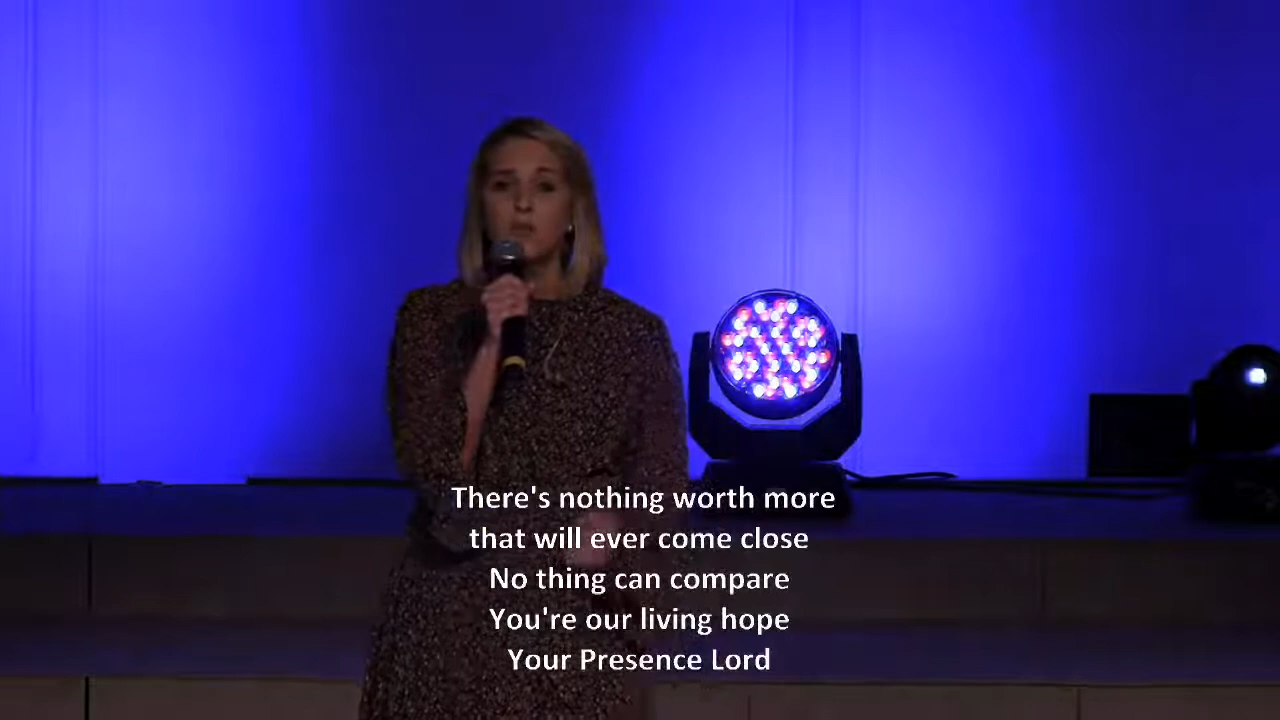 There's nothing worth more
that will ever come close
No thing can compare
You're our living hope
Your Presence Lord